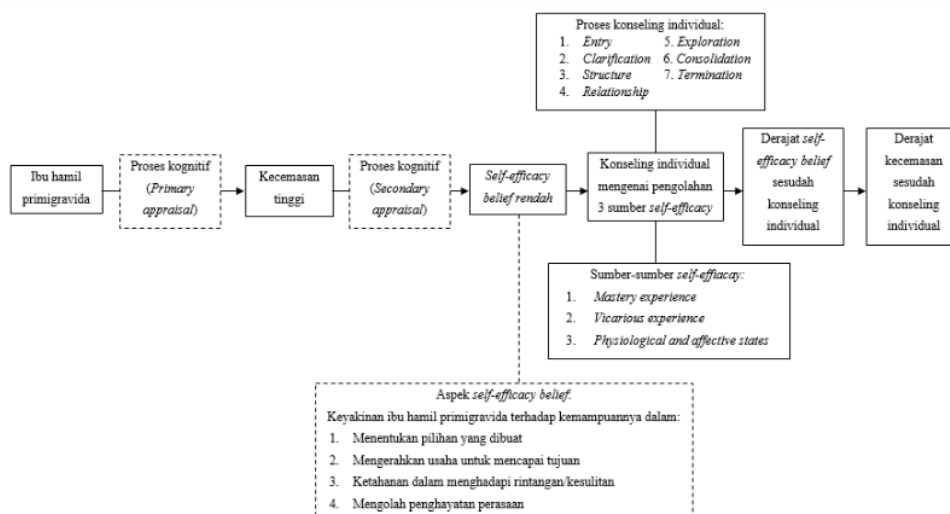 Proses konseling individual:
1. Entry 5. Exploration
2. Clarification 6. Consolidation
3. Structure 7. Termination
4. Relationship
Ibu hamil
primigravida
Proses kognitif
(Primary
appraisal)
Kecemasan
tinggi
Proses kognitif
(Secondary
appraisal)
Self-efficacy
belief rendah
Konseling individual
mengenai pengolahan
3 sumber self-efficacy
Derajat self-
efficacy belief
sesudah
konseling
individual
Derajat
kecemasan
sesudah
konseling
individual
Sumber-sumber self-effiacay:
1. Mastery experience
2. Vicarious experience
3. Physiological and affective states
Aspek self-efficacy belief:
Keyakinan ibu hamil primigravida terhadap kemampuannya dalam:
1. Menentukan pilihan yang dibuat
2. Mengerahkan usaha untuk mencapai tujuan
3. Ketahanan dalam menghadapi rintangan/kesulitan
4. Mengolah penghayatan perasaan